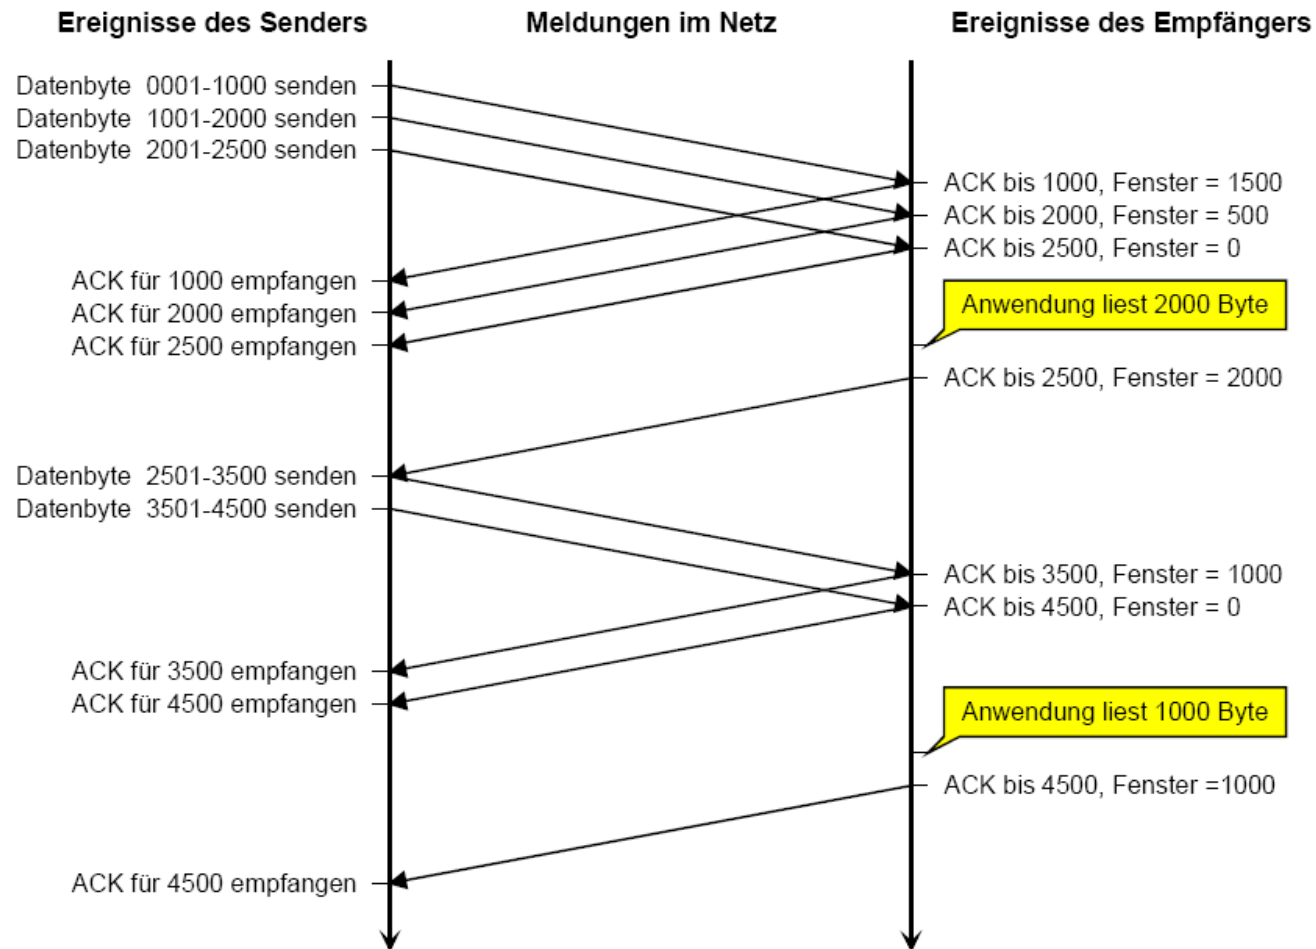 Ereignisse des Senders
Meldungen im Netz
Ereignisse des Empfängers
Datenbyte 0001-1000 senden
Datenbyte 1001-2000 senden
Datenbyte 2001-2500 senden
ACK bis 1000, Fenster = 1500
ACK bis 2000, Fenster = 500
ACK bis 2500, Fenster = 0
ACK für 1000 empfangen
ACK für 2000 empfangen
ACK für 2500 empfangen
Anwendung liest 2000 Byte
ACK bis 2500, Fenster = 2000
Datenbyte 2501-3500 senden
Datenbyte 3501-4500 senden
ACK bis 3500, Fenster = 1000
ACK bis 4500, Fenster = 0
ACK für 3500 empfangen
ACK für 4500 empfangen
Anwendung liest 1000 Byte
ACK bis 4500, Fenster =1000
ACK für 4500 empfangen